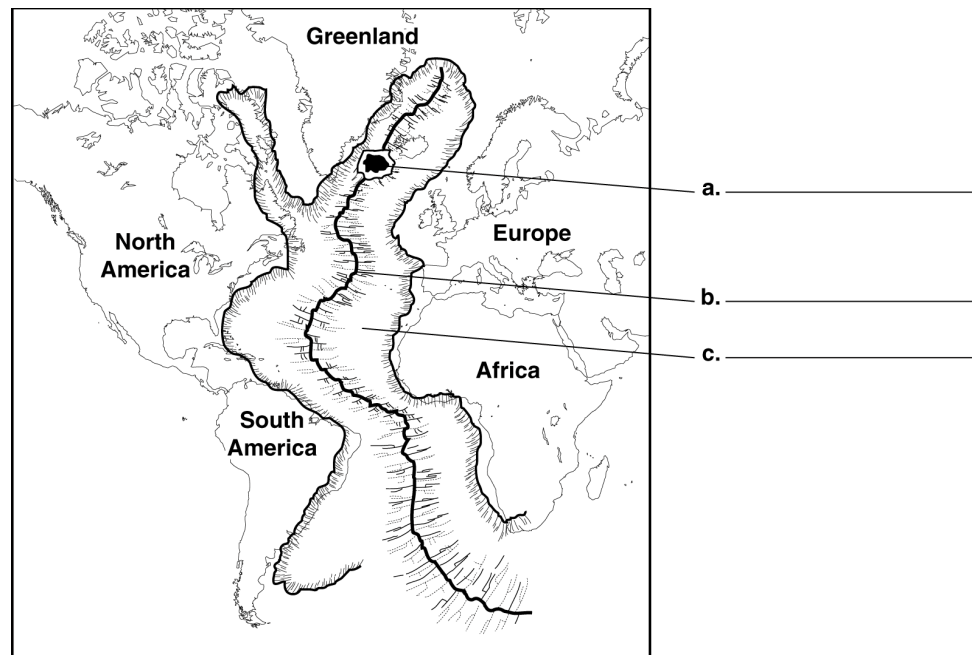 Greenland
a.
North
America
Europe
b.
c.
Africa
South
America